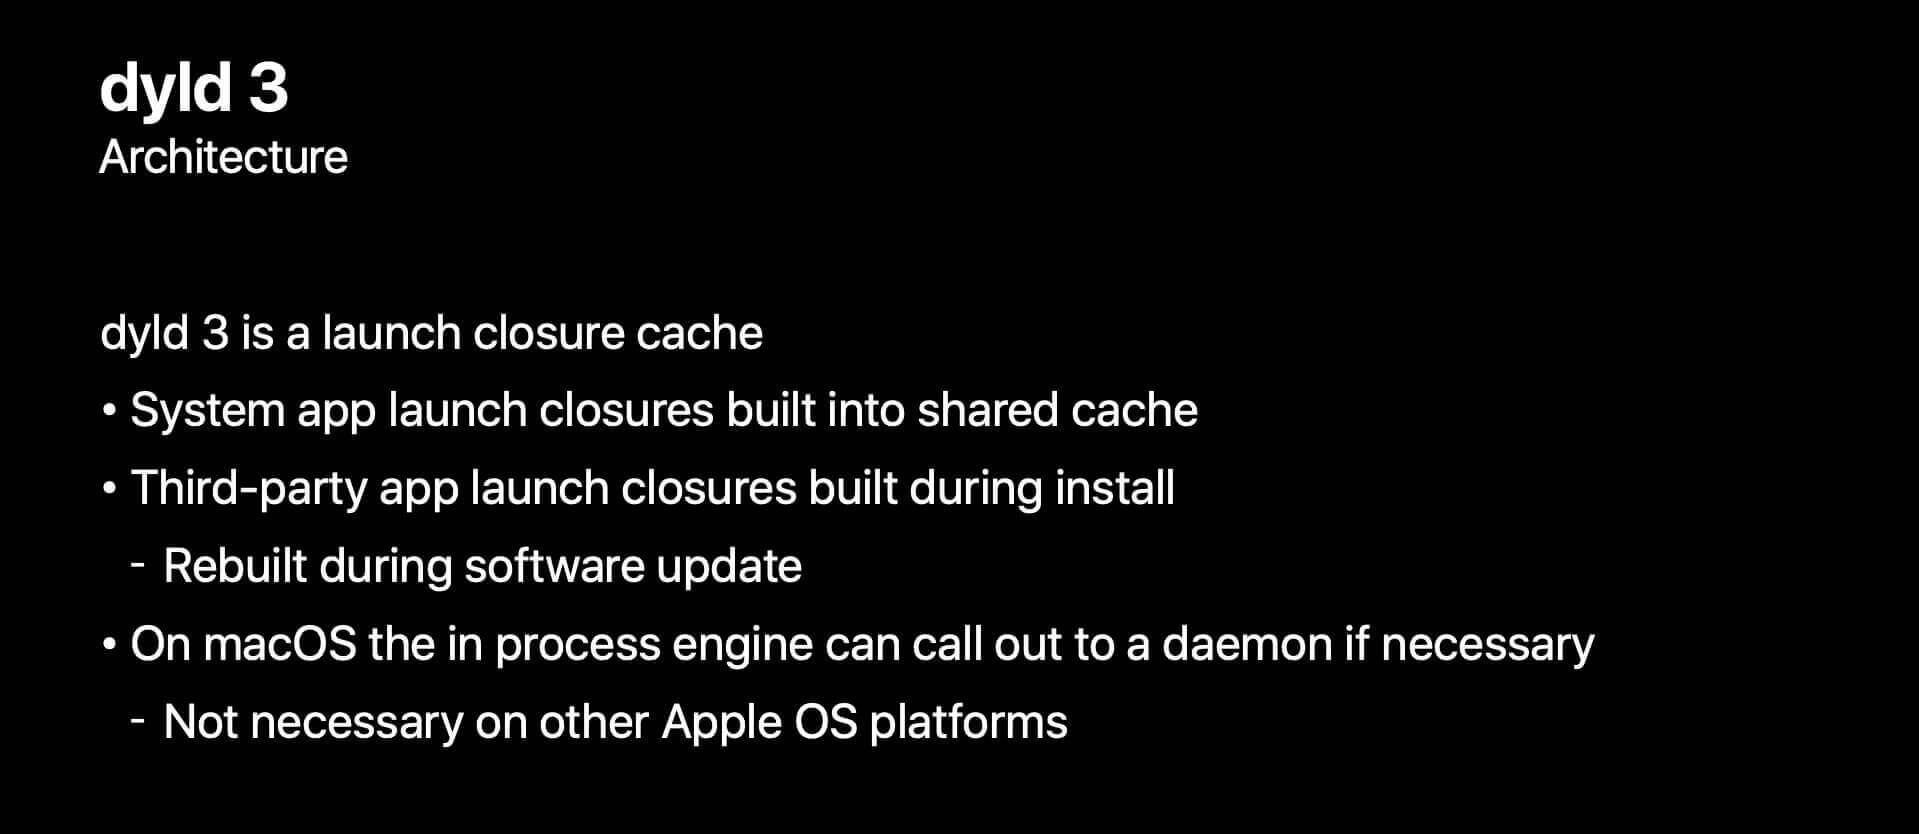 dyld 3
Architecture
dyld 3 is a launch closure cache
• System app launch closures built into shared cache
• Third-party app launch closures built during install
- Rebuilt during software update
• On macOS the in process engine can call out to a daemon if necessary
- Not necessary on other Apple OS platforms